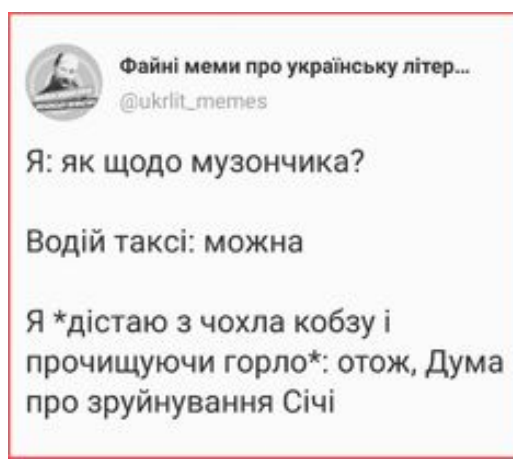 Файні меми про українську літер...
@ukrlit_memes
Я: як щодо музончика?
Водій таксі: можна
Я *дістаю з чохла кобзу і
прочищуючи горло*: отож, Дума
про зруйнування Січі